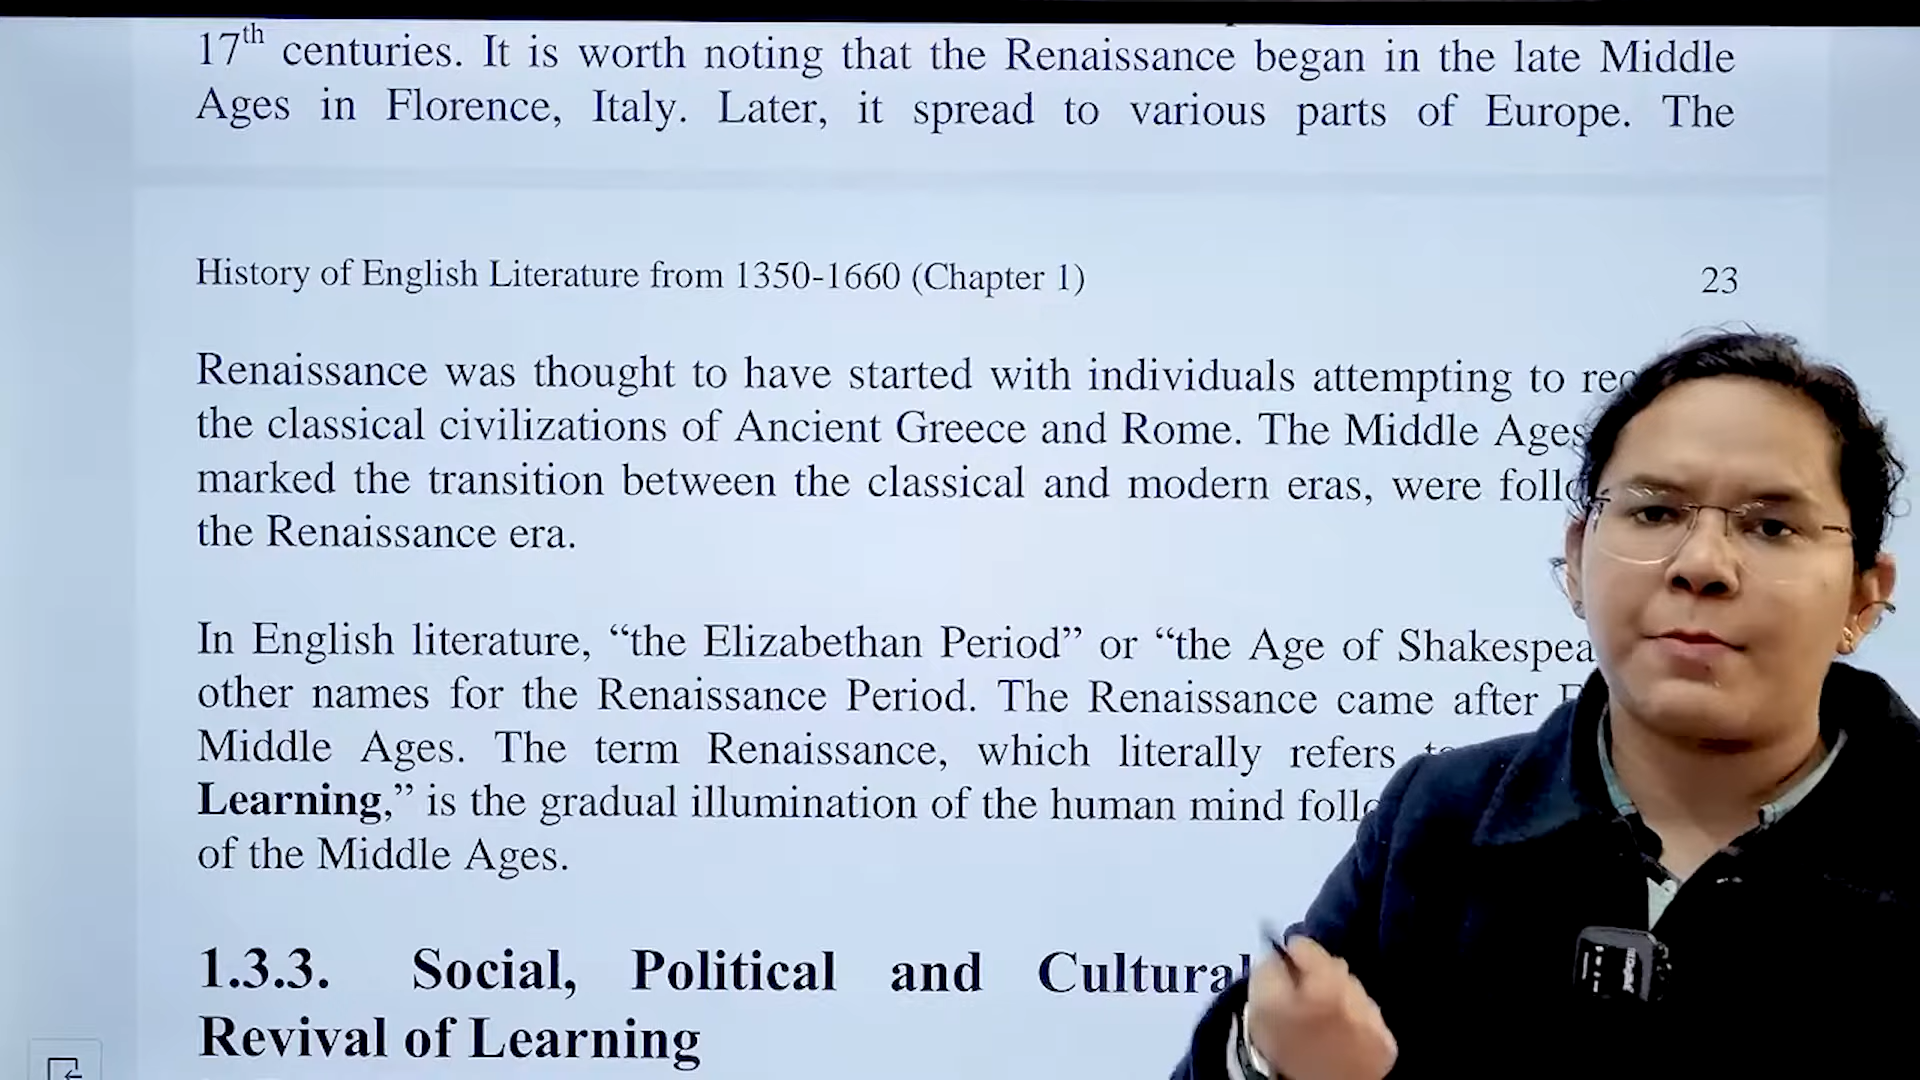 17th centuries. It is worth noting that the Renaissance began in the late Middle
Ages in Florence, Italy. Later, it spread to various parts of Europe. The
History of English Literature from 1350-1660 (Chapter 1)
23
Renaissance was thought to have started with individuals attempting to
the classical civilizations of Ancient Greece and Rome. The Middle Ages
marked the transition between the classical and modern eras, were
the Renaissance era.
In English literature, “the Elizabethan Period” or “the Age of
other names for the Renaissance Period. The Renaissance came after
Middle Ages. The term Renaissance, which literally refers
Learning,” is the gradual illumination of the human mind
of the Middle Ages.
1.3.3. Social, Political and Cultural
Revival of Learning